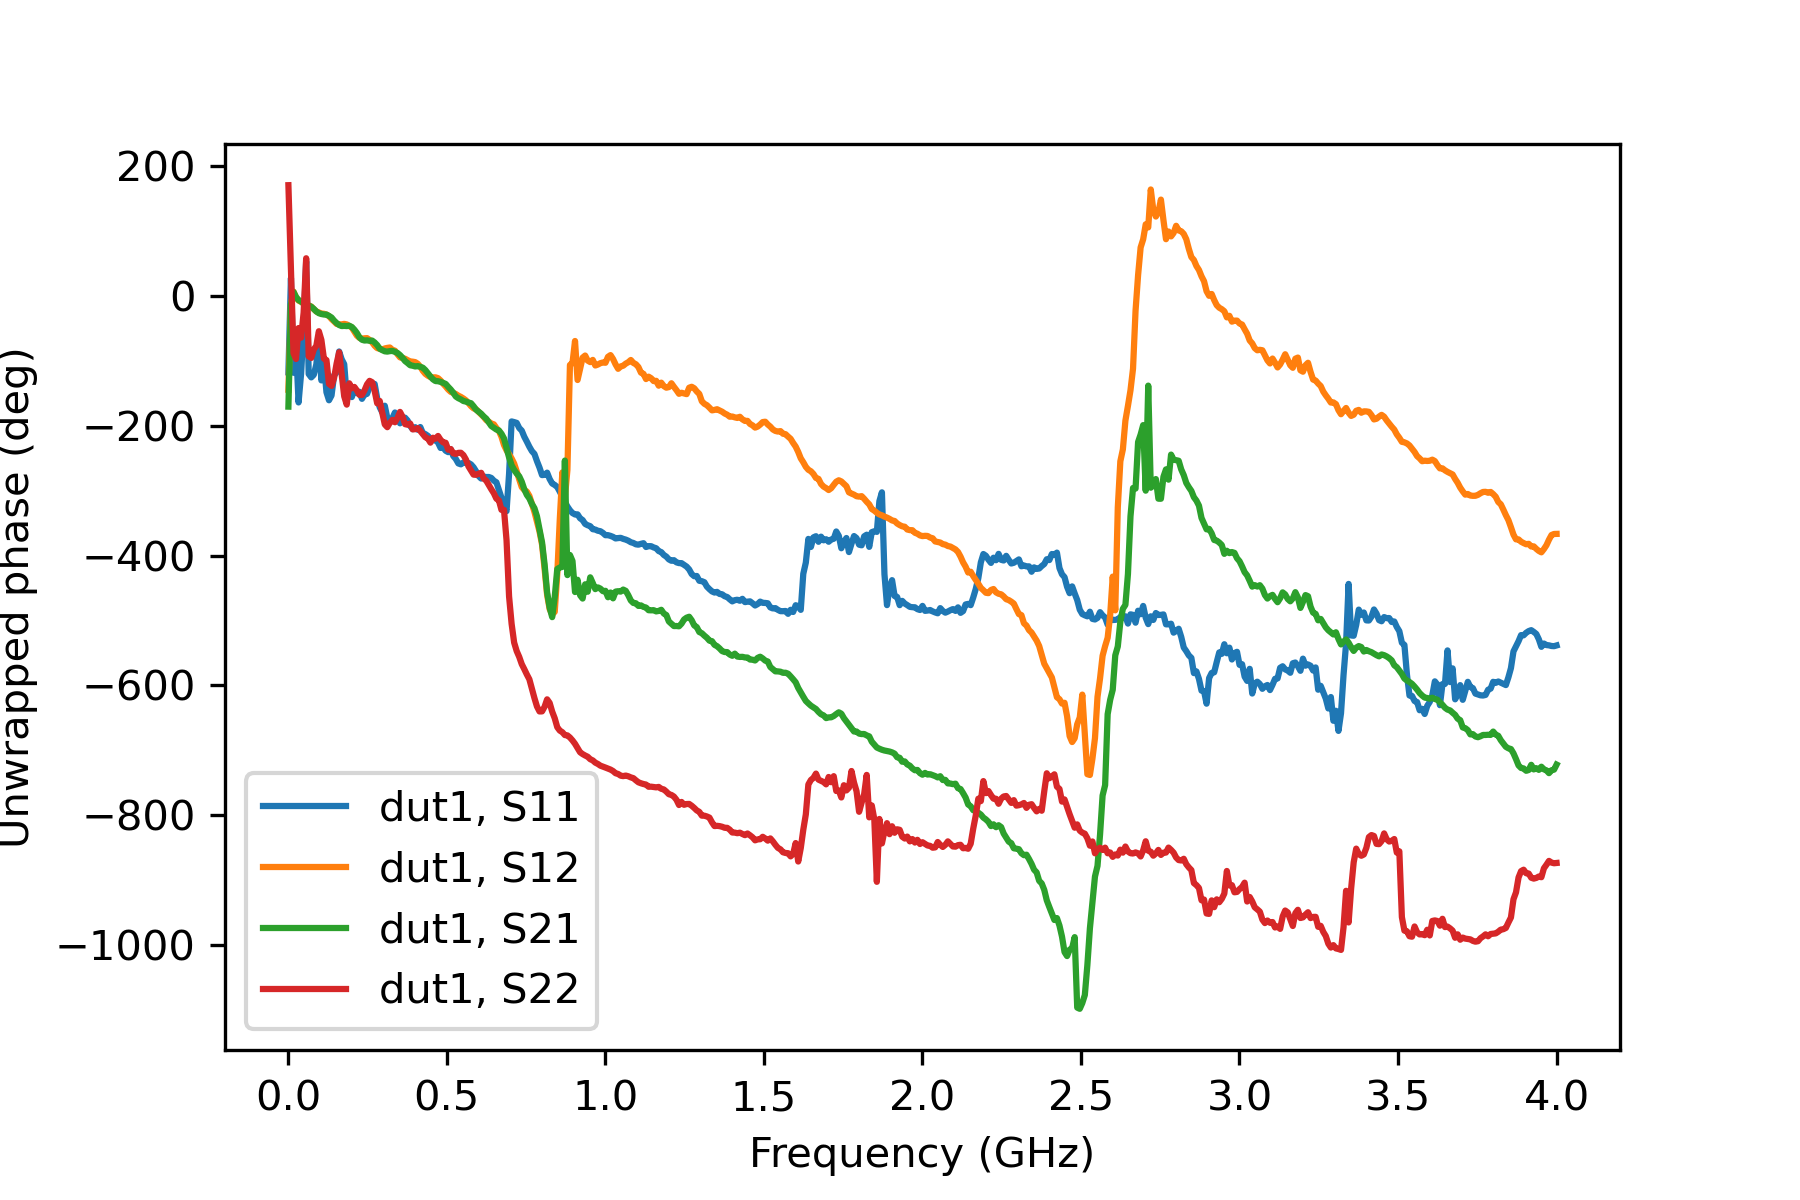 200
0
−200
−400
−600
−800
−1000
Unwrapped phase (deg)
dut1, S11
dut1, S12
dut1, S21
dut1, S22
0.0 0.5 1.0 1.5 2.0 2.5 3.0 3.5 4.0
Frequency (GHz)